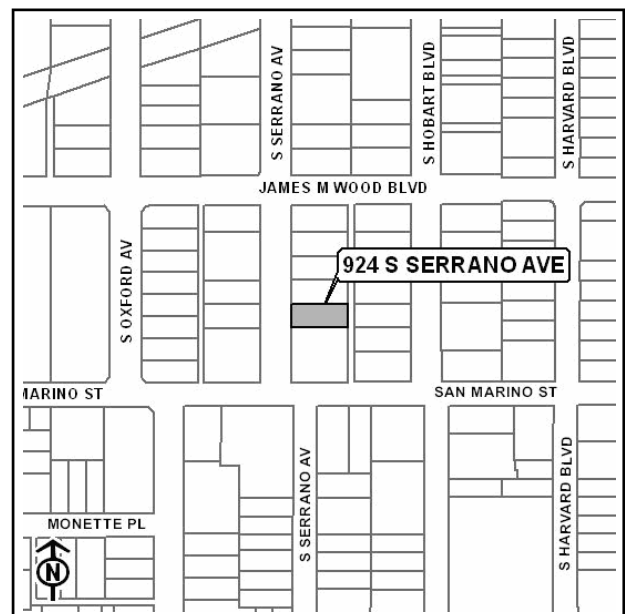 S SERRANO AV
S HOBART BLVD
S HARVARD BLVD
JAMES M WOOD BLVD
S OXFORD AV
924 S SERRANO AVE
MARINO ST
SAN MARINO ST
S SERRANO AV
S HARVARD BLVD
MONETTE PL
N